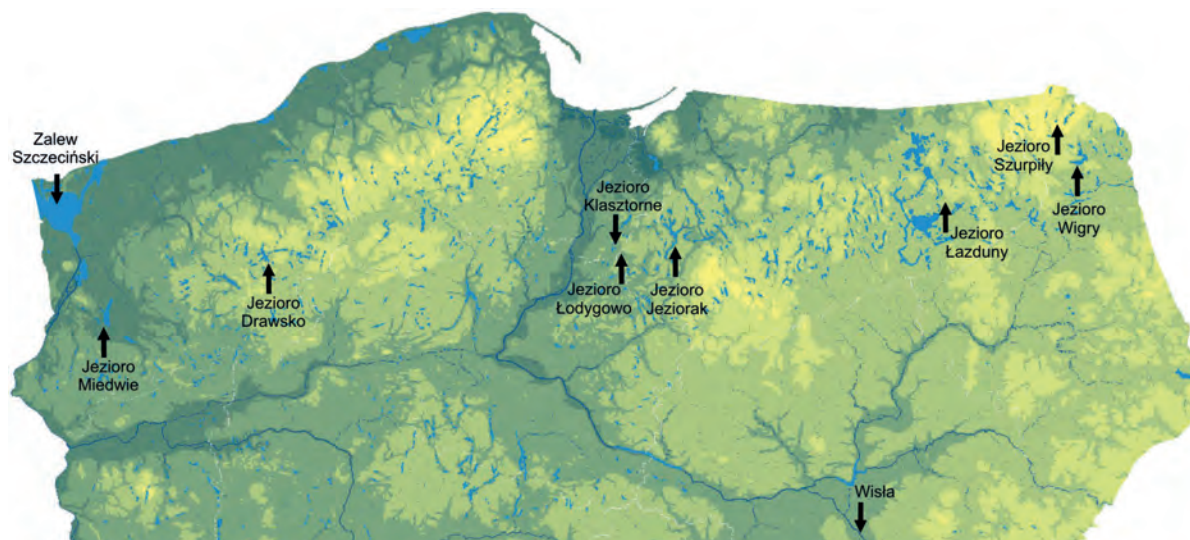 Zalew
Szczeciński
Jezioro
Miedwie
Jezioro
Drawsko
Jezioro
Klasztorne
Jezioro
Łodygowo
Jezioro
Jeziorak
Jezioro
Łazduny
Jezioro
Szurpiły
Jezioro
Wigry
Wisła